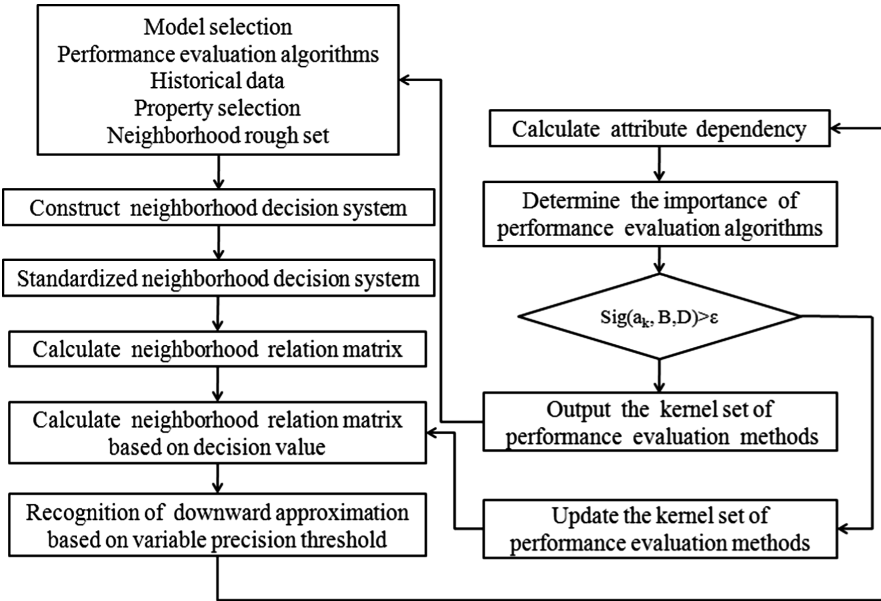 Model selection
Performance evaluation algorithms
Historical data
Property selection
Neighborhood rough set
Construct neighborhood decision system
Standardized neighborhood decision system
Calculate neighborhood relation matrix
Calculate neighborhood relation matrix
based on decision value
Recognition of downward approximation
based on variable precision threshold
Calculate attribute dependency
Determine the importance of
performance evaluation algorithms
Sig(aₖ, B,D)>ε
Output the kernel set of
performance evaluation methods
Update the kernel set of
performance evaluation methods